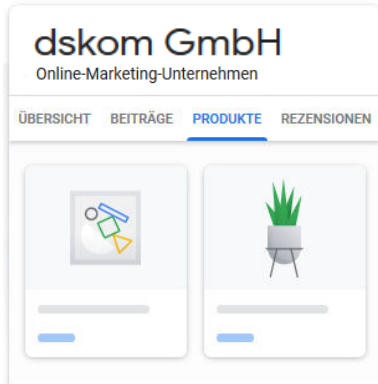 dskom GmbH
Online-Marketing-Unternehmen
ÜBERSICHT BEITRÄGE PRODUKTE REZENSIONEN